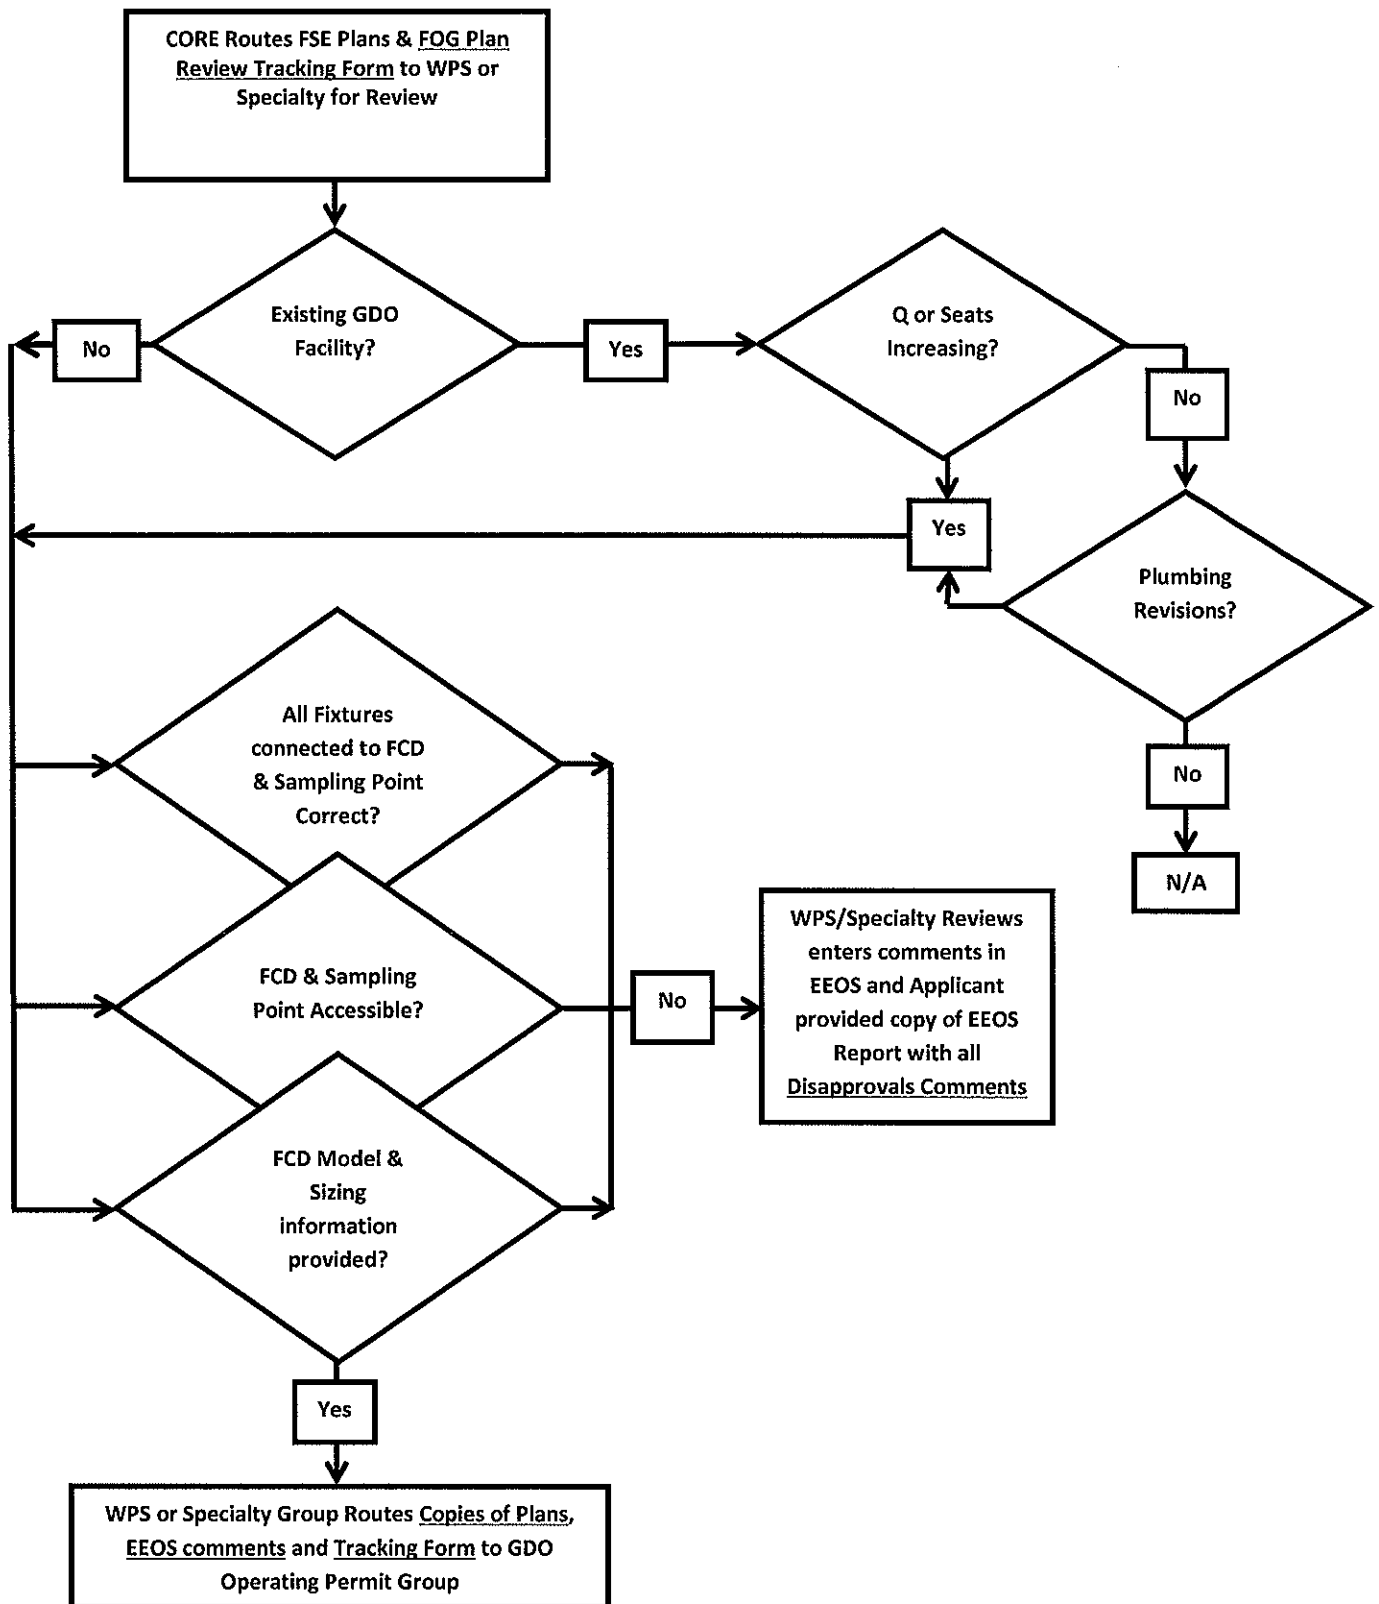 CORE Routes FSE Plans & FOG Plan
Review Tracking Form to WPS or
Specialty for Review
Existing GDO
Facility?
No
Yes
Q or Seats
Increasing?
No
Yes
Plumbing
Revisions?
No
N/A
All Fixtures
connected to FCD
& Sampling Point
Correct?
FCD & Sampling
Point Accessible?
No
WPS/Specialty Reviews
enters comments in
EEOS and Applicant
provided copy of EEOS
Report with all
Disapprovals Comments
FCD Model &
Sizing
information
provided?
Yes
WPS or Specialty Group Routes Copies of Plans,
EEOS comments and Tracking Form to GDO
Operating Permit Group